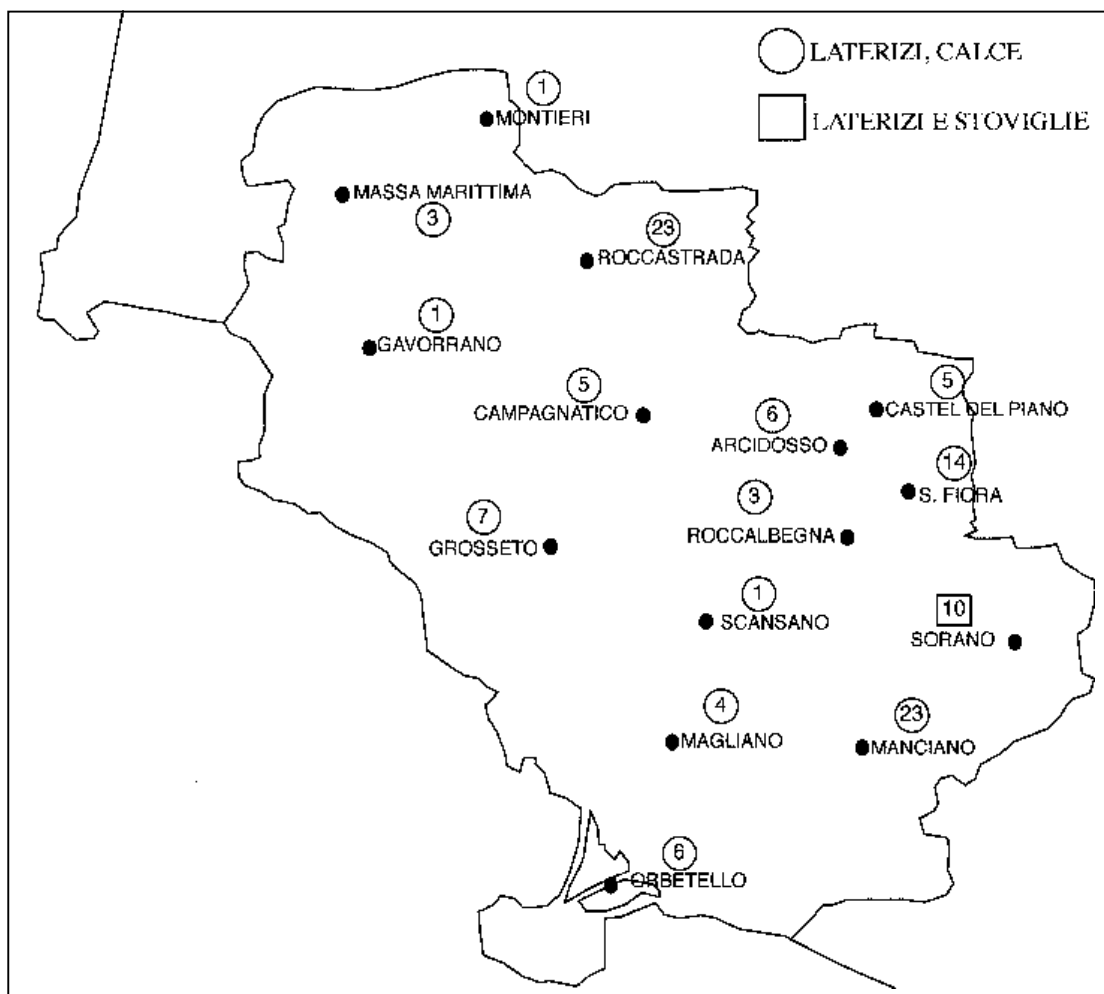 LATERIZI, CALCE
LATERIZI E STOVIGLIE
1
MONTIERI
MASSA MARITTIMA
3
23
ROCCASTRADA
1
GAVORRANO
5
CAMPAGNATICO
5
CASTEL DEL PIANO
6
ARCIDOSSO
14
S. FIORA
3
ROCCALBEGNA
7
GROSSETO
1
SCANSANO
10
SORANO
4
MAGLIANO
23
MANCIANO
6
ORBETELLO